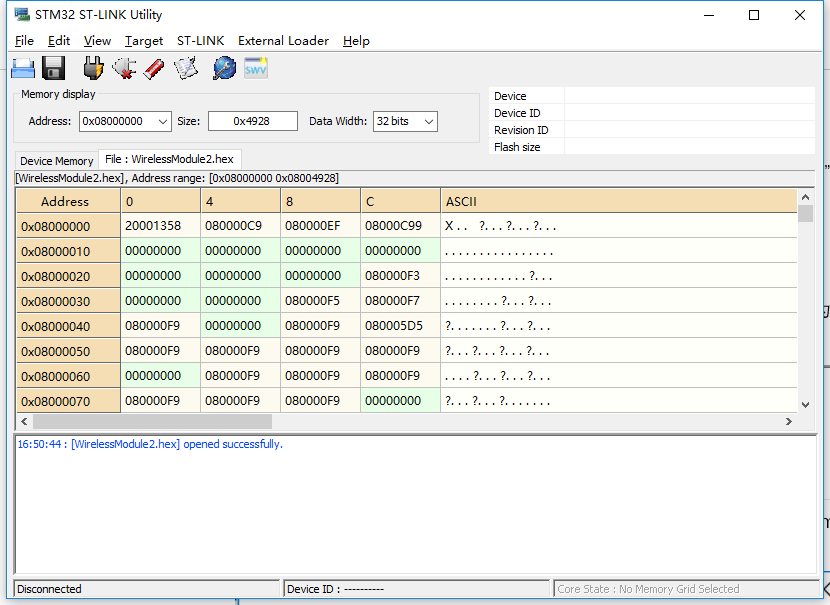 STM32 ST-LINK Utility
File Edit View Target ST-LINK External Loader Help
SWV
Memory display
Address: 0x08000000 Size: 0x4928 Data Width: 32 bits
Device
Device ID
Revision ID
Flash size
Device Memory File : WirelessModule2.hex
[WirelessModule2.hex], Address range: [0x08000000 0x08004928]
Address 0 4 8 C ASCII
0x08000000 20001358 080000C9 080000EF 08000C99 X . . ?. . . ?. . . ?. . .
0x08000010 00000000 00000000 00000000 00000000 . . . . . . . . . . . . . . . .
0x08000020 00000000 00000000 00000000 080000F3 . . . . . . . . . . . . ?. . .
0x08000030 00000000 00000000 080000F5 080000F7 . . . . . . . . ?. . . ?. . .
0x08000040 080000F9 00000000 080000F9 080005D5 ?. . . . . . . ?. . . ?. . .
0x08000050 080000F9 080000F9 080000F9 080000F9 ?. . . ?. . . ?. . . ?. . .
0x08000060 00000000 080000F9 080000F9 080000F9 . . . . ?. . . ?. . . ?. . .
0x08000070 080000F9 080000F9 080000F9 00000000 ?. . . ?. . . ?. . . . . . .
16:50:44 : [WirelessModule2.hex] opened successfully.
Disconnected Device ID : ---------- Core State : No Memory Grid Selected